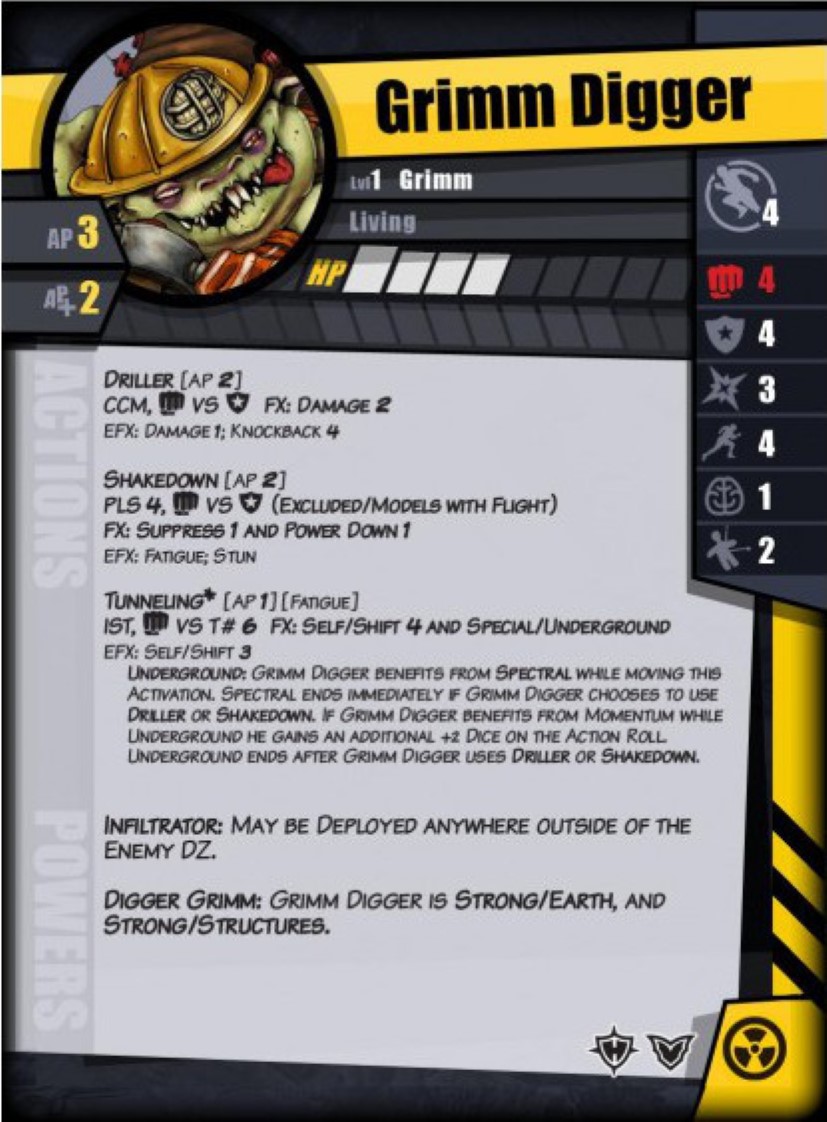 Grimm Digger
Lvl 1 Grimm
Living
AP 3
HP
AP+ 2
4
4
4
3
4
1
2
ACTIONS
DRILLER [AP 2]
CCM, VS FX: DAMAGE 2
EFX: DAMAGE 1; KNOCKBACK 4
SHAKEDOWN [AP 2]
PLS 4, VS (EXCLUDED/MODELS WITH FLIGHT)
FX: SUPPRESS 1 AND POWER DOWN 1
EFX: FATIGUE; STUN
TUNNELING* [AP 1] [FATIGUE]
IST, VS T# 6 FX: SELF/SHIFT 4 AND SPECIAL/UNDERGROUND
EFX: SELF/SHIFT 3
UNDERGROUND: GRIMM DIGGER BENEFITS FROM SPECTRAL WHILE MOVING THIS
ACTIVATION. SPECTRAL ENDS IMMEDIATELY IF GRIMM DIGGER CHOOSES TO USE
DRILLER OR SHAKEDOWN. IF GRIMM DIGGER BENEFITS FROM MOMENTUM WHILE
UNDERGROUND HE GAINS AN ADDITIONAL +2 DICE ON THE ACTION ROLL.
UNDERGROUND ENDS AFTER GRIMM DIGGER USES DRILLER OR SHAKEDOWN.
POWERS
INFILTRATOR: MAY BE DEPLOYED ANYWHERE OUTSIDE OF THE
ENEMY DZ.
DIGGER GRIMM: GRIMM DIGGER IS STRONG/EARTH, AND
STRONG/STRUCTURES.
H